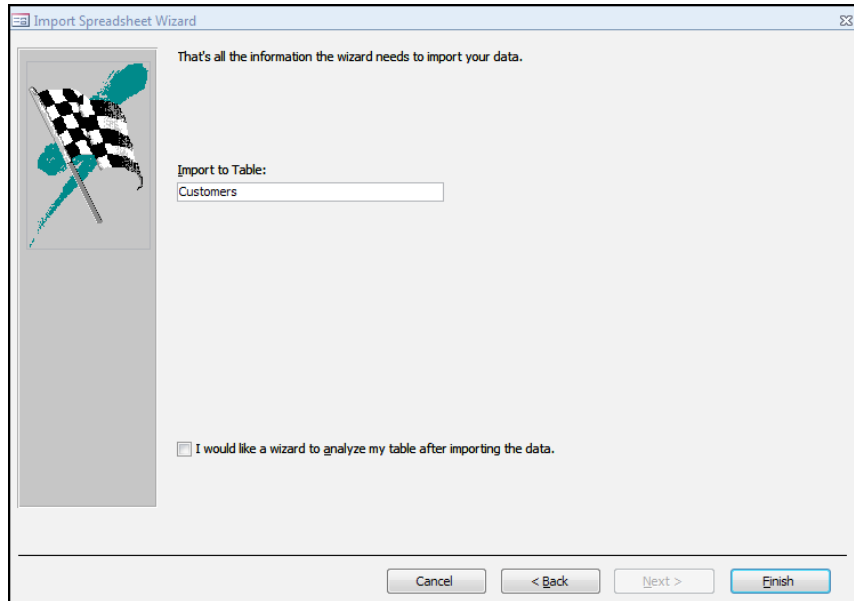 Import Spreadsheet Wizard
That's all the information the wizard needs to import your data.
Import to Table:
Customers
I would like a wizard to analyze my table after importing the data.
Cancel
< Back
Next >
Finish